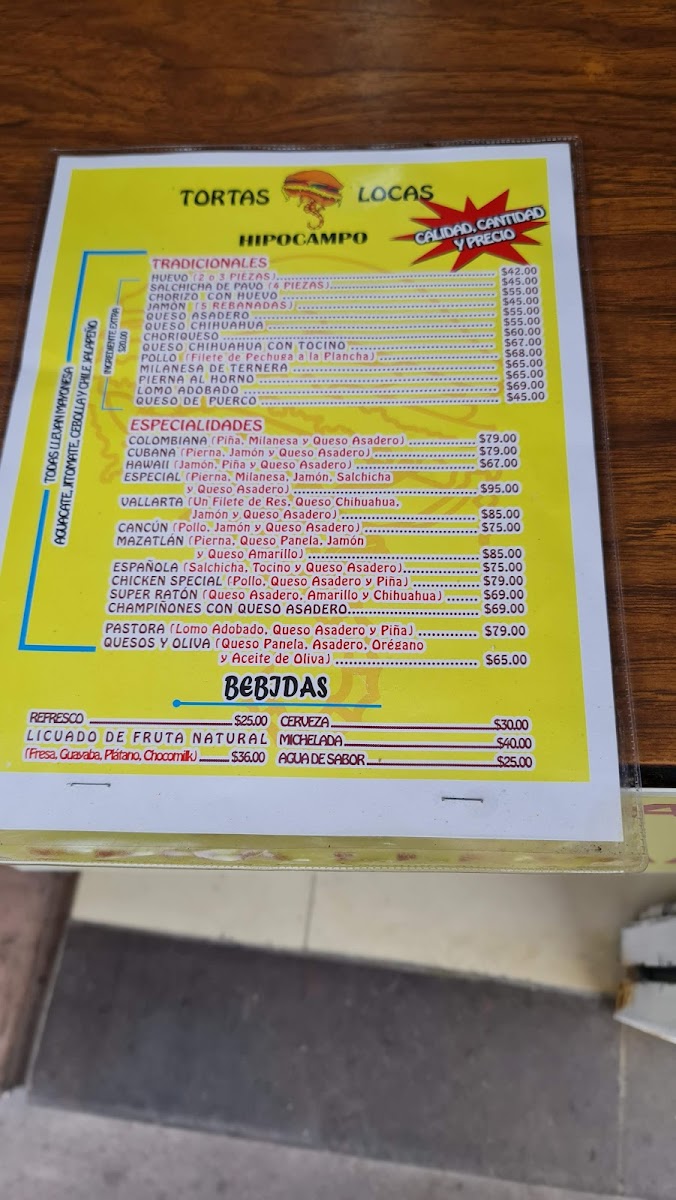 TORTAS LOCAS
HIPOCAMPO
CALIDAD, CANTIDAD
Y PRECIO
TODAS LLEVAN MAYONESA
AGUACATE, JITOMATE, CEBOLLA Y CHILE JALAPEÑO
INGREDIENTE EXTRA
$20.00
TRADICIONALES
HUEVO (2 o 3 PIEZAS) $42.00
SALCHICHA DE PAVO (4 PIEZAS) $45.00
CHORIZO CON HUEVO $55.00
JAMÓN (5 REBANADAS) $45.00
QUESO ASADERO $55.00
QUESO CHIHUAHUA $55.00
CHORIQUESO $60.00
QUESO CHIHUAHUA CON TOCINO $67.00
POLLO (Filete de Pechuga a la Plancha) $68.00
MILANESA DE TERNERA $65.00
PIERNA AL HORNO $65.00
LOMO ADOBADO $69.00
QUESO DE PUERCO $45.00
ESPECIALIDADES
COLOMBIANA (Piña, Milanesa y Queso Asadero) $79.00
CUBANA (Pierna, Jamón y Queso Asadero) $79.00
HAWAII (Jamón, Piña y Queso Asadero) $67.00
ESPECIAL (Pierna, Milanesa, Jamón, Salchicha
y Queso Asadero) $95.00
VALLARTA (Un Filete de Res, Queso Chihuahua,
Jamón y Queso Asadero) $85.00
CANCÚN (Pollo, Jamón y Queso Asadero) $75.00
MAZATLÁN (Pierna, Queso Panela, Jamón
y Queso Amarillo) $85.00
ESPAÑOLA (Salchicha, Tocino y Queso Asadero) $75.00
CHICKEN SPECIAL (Pollo, Queso Asadero y Piña) $79.00
SUPER RATÓN (Queso Asadero, Amarillo y Chihuahua) $69.00
CHAMPIÑONES CON QUESO ASADERO $69.00
PASTORA (Lomo Adobado, Queso Asadero y Piña) $79.00
QUESOS Y OLIVA (Queso Panela, Asadero, Orégano
y Aceite de Oliva) $65.00
BEBIDAS
REFRESCO $25.00 CERVEZA $30.00
LICUADO DE FRUTA NATURAL MICHELADA $40.00
(Fresa, Guayaba, Plátano, Chocomilk) $36.00 AGUA DE SABOR $25.00